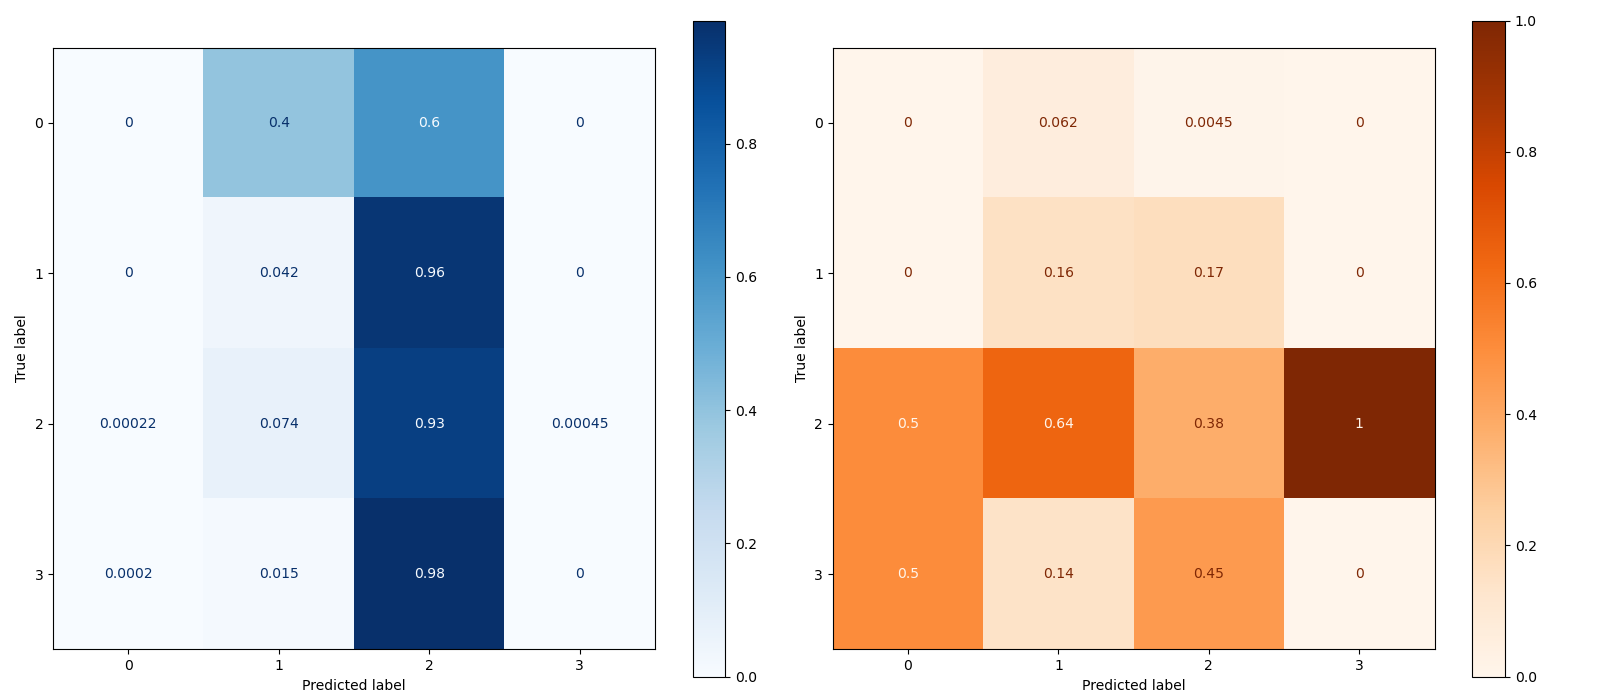 0 0 0.4 0.6 0
1 0 0.042 0.96 0
2 0.00022 0.074 0.93 0.00045
3 0.0002 0.015 0.98 0
0 1 2 3
True label
Predicted label
0.8
0.6
0.4
0.2
0.0
0 0 0.062 0.0045 0
1 0 0.16 0.17 0
2 0.5 0.64 0.38 1
3 0.5 0.14 0.45 0
0 1 2 3
True label
Predicted label
1.0
0.8
0.6
0.4
0.2
0.0